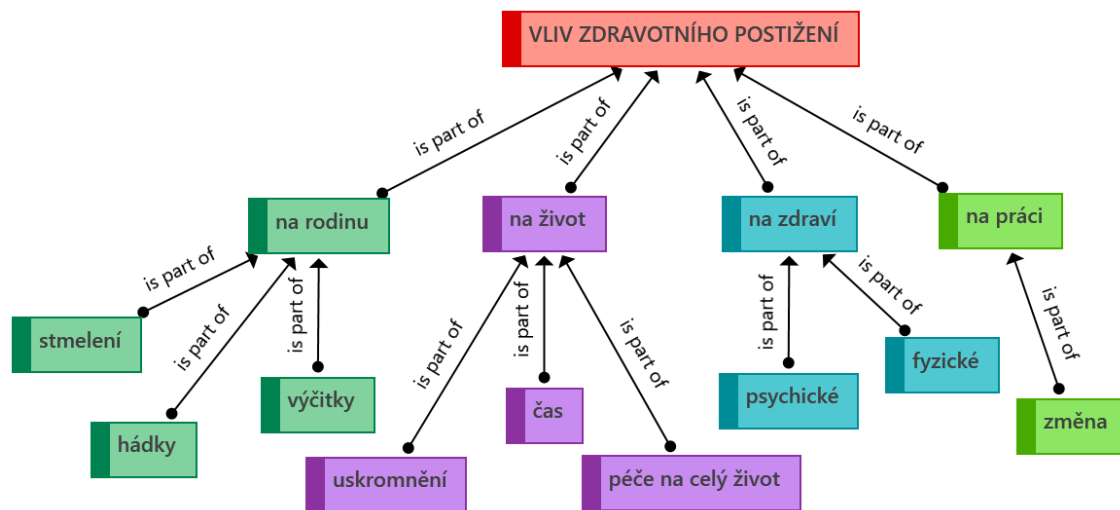 VLIV ZDRAVOTNÍHO POSTIŽENÍ
is part of
is part of
is part of
is part of
na rodinu
na život
na zdraví
na práci
is part of
is part of
is part of
is part of
is part of
is part of
is part of
is part of
is part of
stmelení
hádky
výčitky
uskromnění
čas
péče na celý život
psychické
fyzické
změna